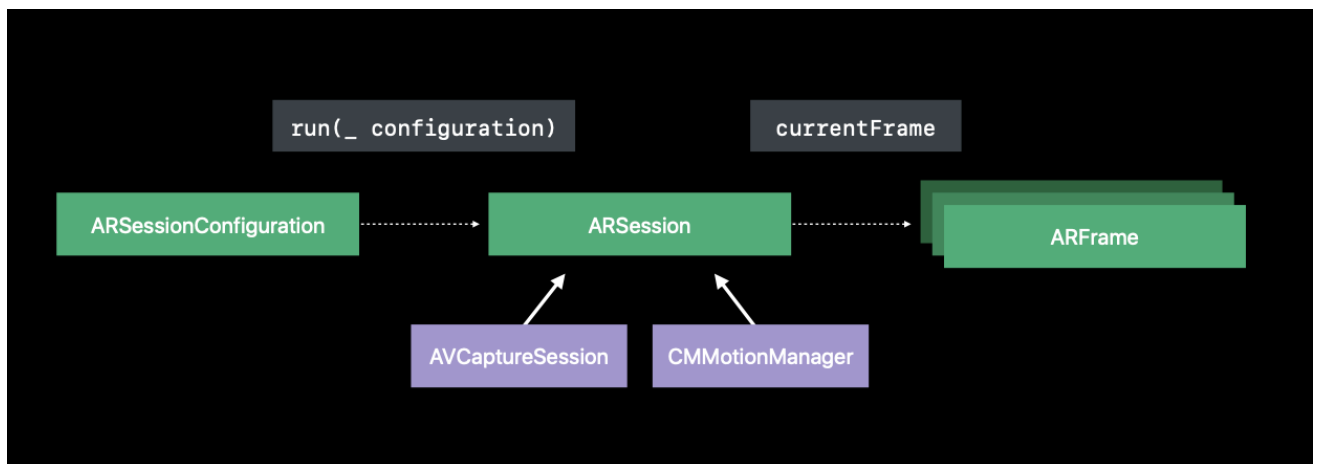 run(_ configuration)
currentFrame
ARSessionConfiguration
ARSession
ARFrame
AVCaptureSession
CMMotionManager